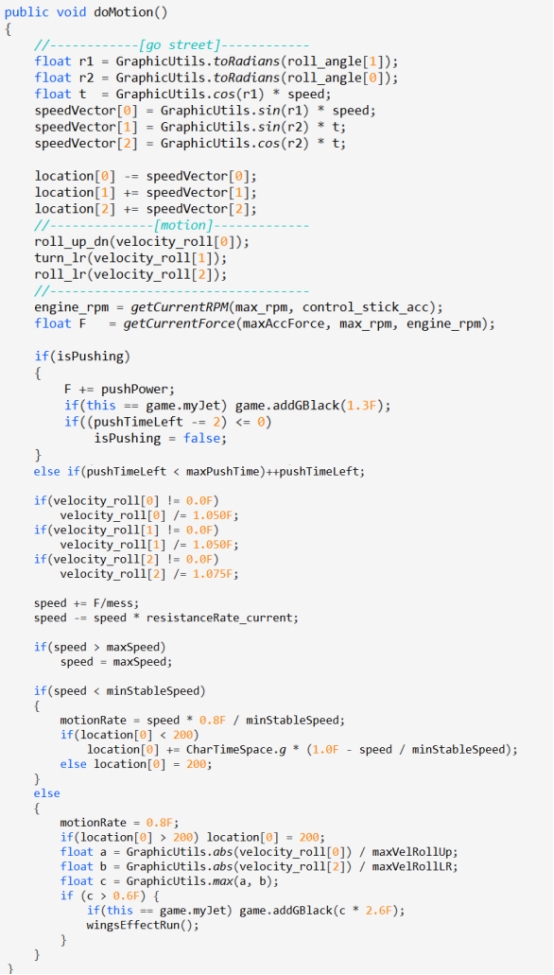 public void doMotion()
{
    //------------[go street]------------
    float r1 = GraphicUtils.toRadians(roll_angle[1]);
    float r2 = GraphicUtils.toRadians(roll_angle[0]);
    float t  = GraphicUtils.cos(r1) * speed;
    speedVector[0] = GraphicUtils.sin(r1) * speed;
    speedVector[1] = GraphicUtils.sin(r2) * t;
    speedVector[2] = GraphicUtils.cos(r2) * t;

    location[0] -= speedVector[0];
    location[1] += speedVector[1];
    location[2] += speedVector[2];
    //--------------[motion]-------------
    roll_up_dn(velocity_roll[0]);
    turn_lr(velocity_roll[1]);
    roll_lr(velocity_roll[2]);
    //-----------------------------------
    engine_rpm = getCurrentRPM(max_rpm, control_stick_acc);
    float F   = getCurrentForce(maxAccForce, max_rpm, engine_rpm);

    if(isPushing)
    {
        F += pushPower;
        if(this == game.myJet) game.addGBlack(1.3F);
        if((pushTimeLeft -= 2) <= 0)
            isPushing = false;
    }
    else if(pushTimeLeft < maxPushTime)++pushTimeLeft;

    if(velocity_roll[0] != 0.0F)
        velocity_roll[0] /= 1.050F;
    if(velocity_roll[1] != 0.0F)
        velocity_roll[1] /= 1.050F;
    if(velocity_roll[2] != 0.0F)
        velocity_roll[2] /= 1.075F;

    speed += F/mess;
    speed -= speed * resistanceRate_current;

    if(speed > maxSpeed)
        speed = maxSpeed;

    if(speed < minStableSpeed)
    {
        motionRate = speed * 0.8F / minStableSpeed;
        if(location[0] < 200)
            location[0] += CharTimeSpace.g * (1.0F - speed / minStableSpeed);
        else location[0] = 200;
    }
    else
    {
        motionRate = 0.8F;
        if(location[0] > 200) location[0] = 200;
        float a = GraphicUtils.abs(velocity_roll[0]) / maxVelRollUp;
        float b = GraphicUtils.abs(velocity_roll[2]) / maxVelRollLR;
        float c = GraphicUtils.max(a, b);
        if (c > 0.6F) {
            if(this == game.myJet) game.addGBlack(c * 2.6F);
            wingsEffectRun();
        }
    }
}